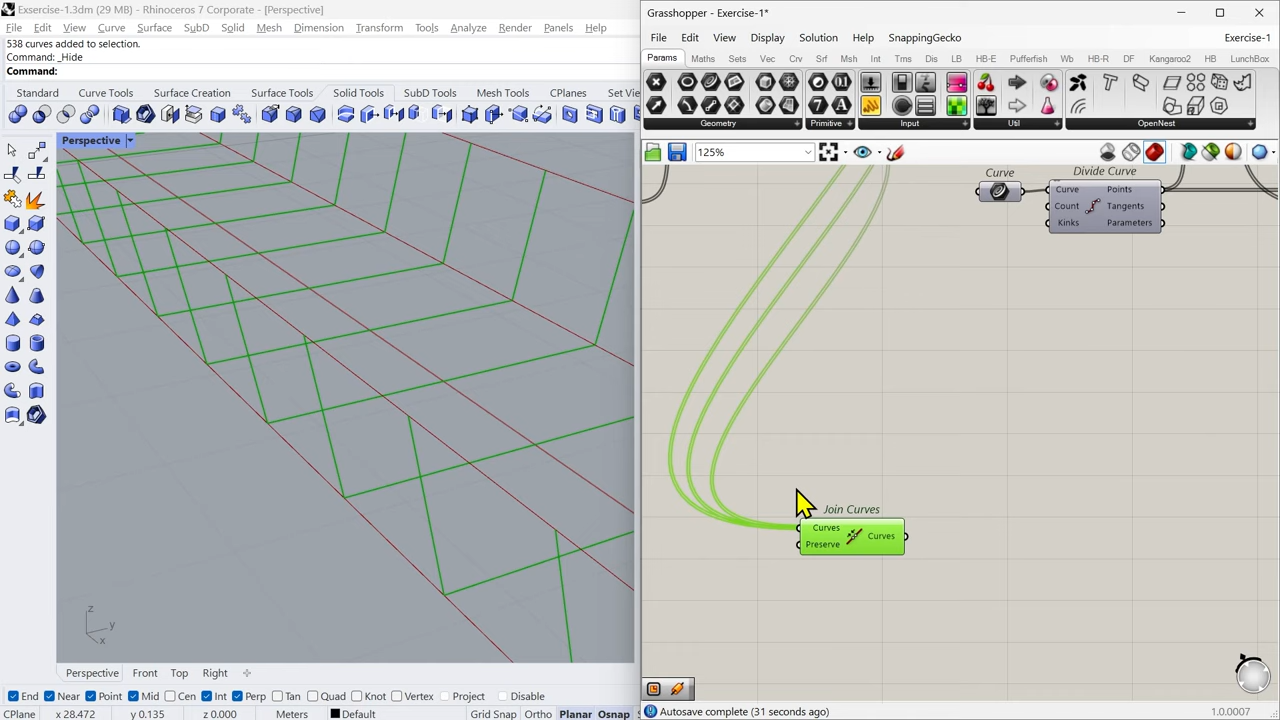 Exsercise-1.3dm (29 MB) - Rhinoceros 7 Corporate - [Perspective]
File Edit View Curve Surface SubD Solid Mesh Dimension Transform Tools Analyze Render Panels Help
538 curves added to selection.
Command: _Hide
Command:
Standard Curve Tools Surface Creation Surface Tools Solid Tools SubD Tools Mesh Tools CPlanes Set Vie
Perspective
z
y
x
Perspective Front Top Right
End Near Point Mid Cen Int Perp Tan Quad Knot Vertex Project Disable
CPlane x 28.472 y 0.135 z 0.000 Meters Default Grid Snap Ortho Planar Osnap
Grasshopper - Exercise-1*
File Edit View Display Solution Help SnappingGecko Exercise-1
Params Maths Sets Vec Crv Srf Msh Int Trns Dis LB HB-E Pufferfish Wb HB-R DF Kangaroo2 HB LunchBox
Geometry Primitive Input Util OpenNest
125%
Curve Divide Curve
Curve Points
Count Tangents
Kinks Parameters
Join Curves
Curves Curves
Preserve
Autosave complete (31 seconds ago) 1.0.0007